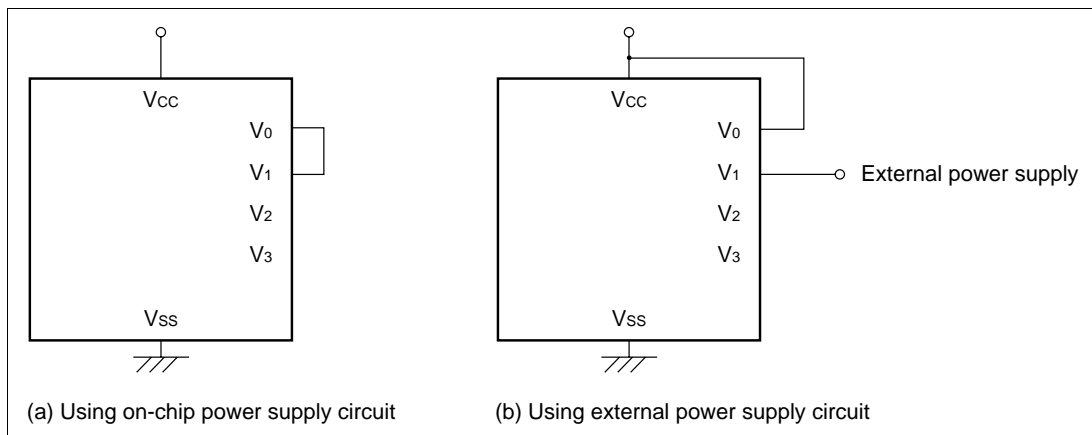 VCC
V0
V1
V2
V3
VSS
(a) Using on-chip power supply circuit
VCC
V0
V1
External power supply
V2
V3
VSS
(b) Using external power supply circuit